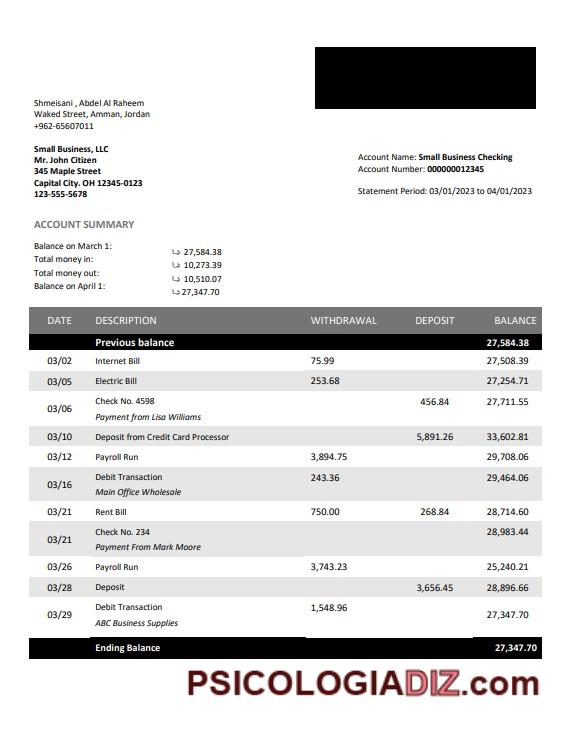 Shmeisani , Abdel Al Raheem
Waked Street, Amman, Jordan
+962-65607011
Small Business, LLC
Mr. John Citizen
345 Maple Street
Capital City. OH 12345-0123
123-555-5678
Account Name: Small Business Checking
Account Number: 000000012345
Statement Period: 03/01/2023 to 04/01/2023
ACCOUNT SUMMARY
Balance on March 1: د.ا 27,584.38
Total money in: د.ا 10,273.39
Total money out: د.ا 10,510.07
Balance on April 1: د.ا 27,347.70
DATE DESCRIPTION WITHDRAWAL DEPOSIT BALANCE
Previous balance 27,584.38
03/02 Internet Bill 75.99 27,508.39
03/05 Electric Bill 253.68 27,254.71
03/06 Check No. 4598 456.84 27,711.55
Payment from Lisa Williams
03/10 Deposit from Credit Card Processor 5,891.26 33,602.81
03/12 Payroll Run 3,894.75 29,708.06
03/16 Debit Transaction 243.36 29,464.06
Main Office Wholesale
03/21 Rent Bill 750.00 268.84 28,714.60
03/21 Check No. 234 28,983.44
Payment From Mark Moore
03/26 Payroll Run 3,743.23 25,240.21
03/28 Deposit 3,656.45 28,896.66
03/29 Debit Transaction 1,548.96 27,347.70
ABC Business Supplies
Ending Balance 27,347.70
PSICOLOGIADIZ.com